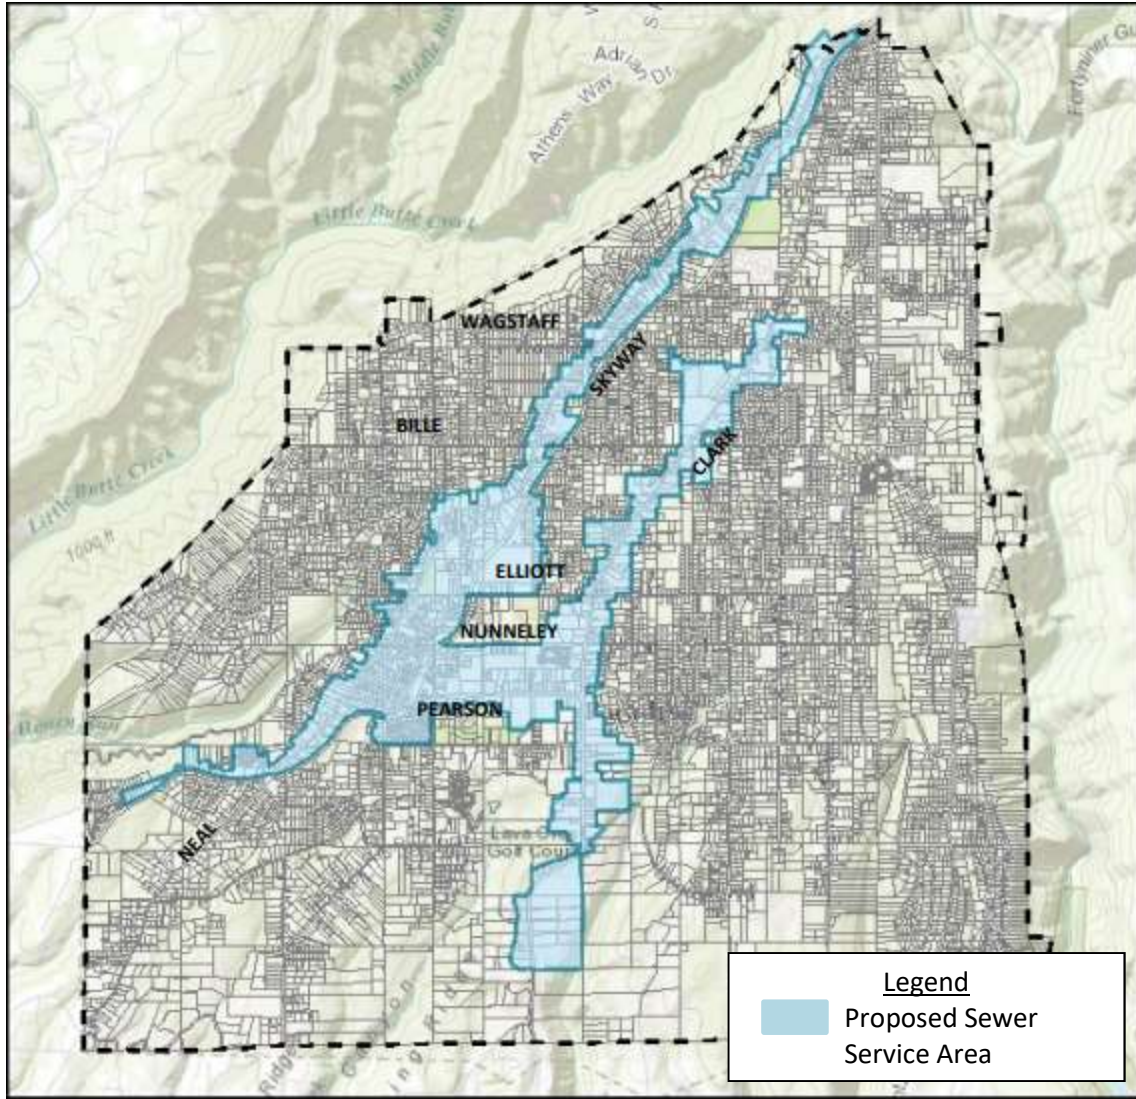 Adrian
Dr
Athens Way
Little Butte Creek
WAGSTAFF
SKYWAY
BILLE
CLARK
Little Butte Creek
1000 ft
ELLIOTT
NUNNELEY
PEARSON
NEAL
Golf
Legend
Proposed Sewer
Service Area